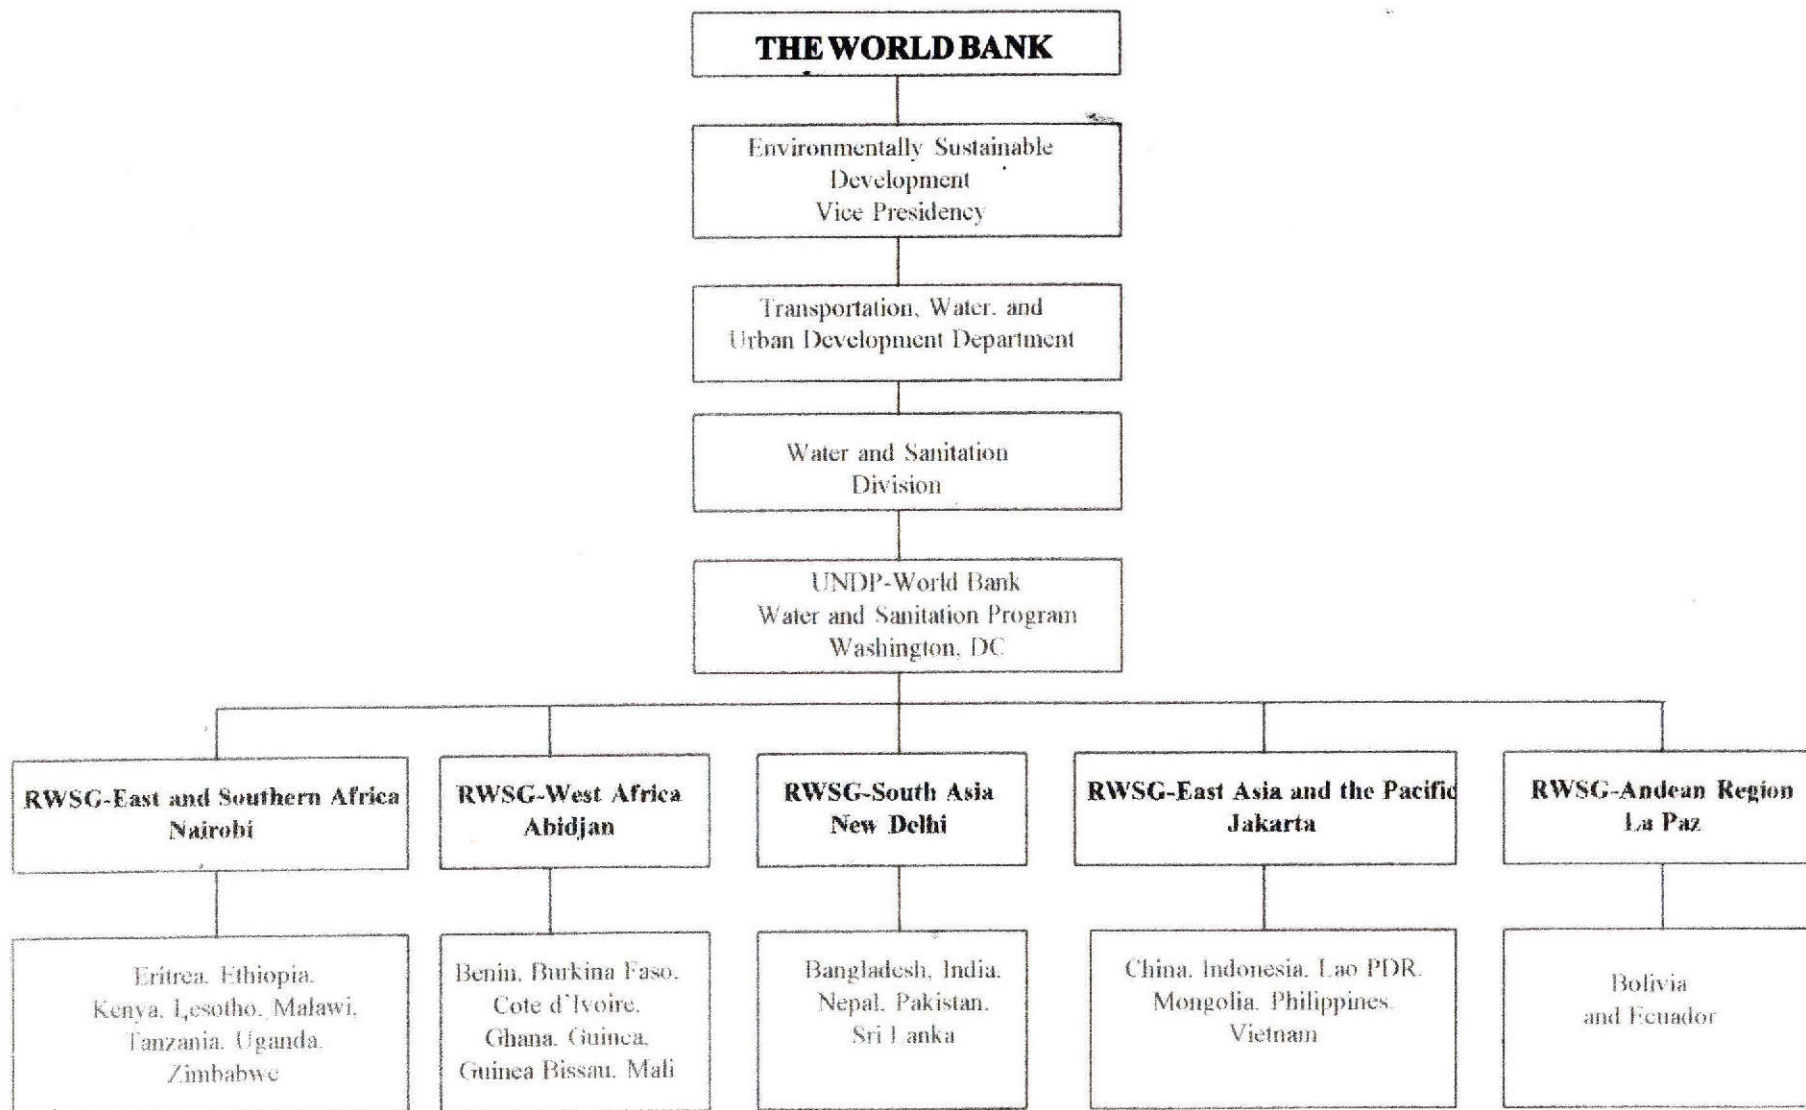 THE WORLD BANK
Environmentally Sustainable
Development
Vice Presidency
Transportation, Water, and
Urban Development Department
Water and Sanitation
Division
UNDP-World Bank
Water and Sanitation Program
Washington, DC
RWSG-East and Southern Africa
Nairobi
RWSG-West Africa
Abidjan
RWSG-South Asia
New Delhi
RWSG-East Asia and the Pacific
Jakarta
RWSG-Andean Region
La Paz
Eritrea, Ethiopia,
Kenya, Lesotho, Malawi,
Tanzania, Uganda,
Zimbabwe
Benin, Burkina Faso,
Cote d'Ivoire,
Ghana, Guinea,
Guinea Bissau, Mali
Bangladesh, India,
Nepal, Pakistan,
Sri Lanka
China, Indonesia, Lao PDR,
Mongolia, Philippines,
Vietnam
Bolivia
and Ecuador